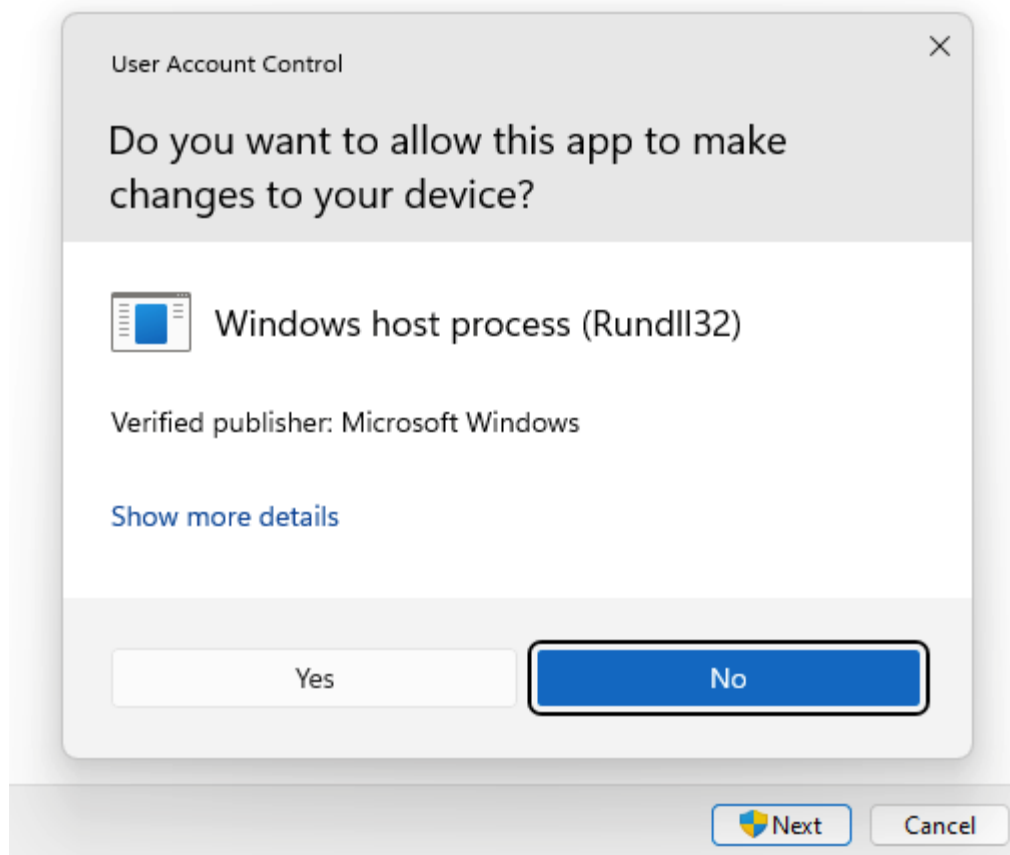 User Account Control
Do you want to allow this app to make
changes to your device?
Windows host process (Rundll32)
Verified publisher: Microsoft Windows
Show more details
Yes
No
Next
Cancel